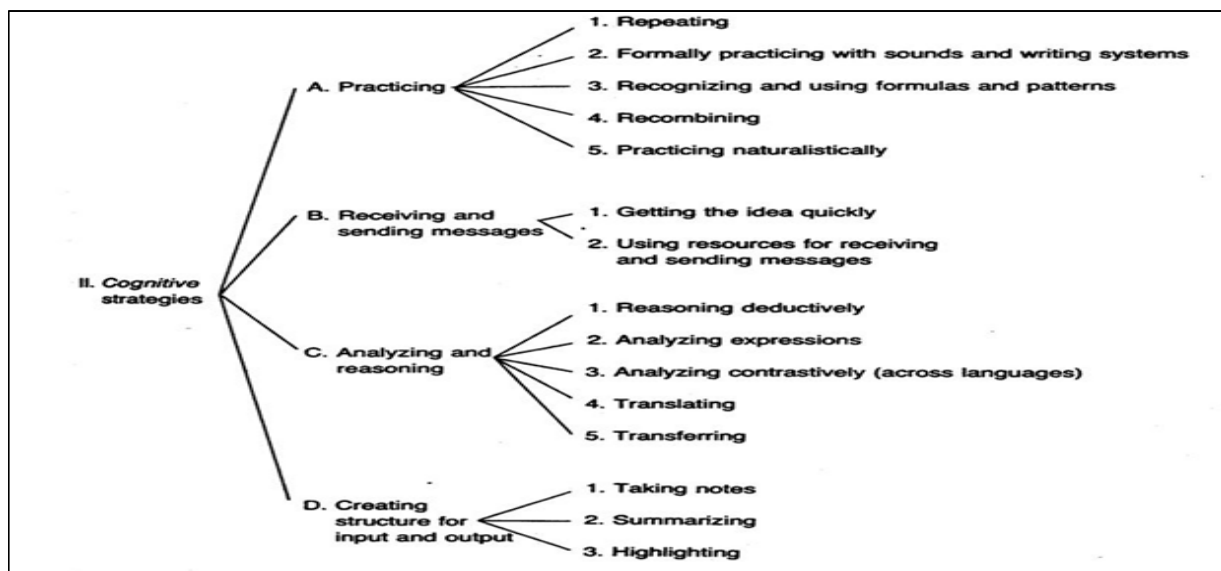 II. Cognitive
strategies
A. Practicing
1. Repeating
2. Formally practicing with sounds and writing systems
3. Recognizing and using formulas and patterns
4. Recombining
5. Practicing naturalistically
B. Receiving and
sending messages
1. Getting the idea quickly
2. Using resources for receiving
and sending messages
C. Analyzing and
reasoning
1. Reasoning deductively
2. Analyzing expressions
3. Analyzing contrastively (across languages)
4. Translating
5. Transferring
D. Creating
structure for
input and output
1. Taking notes
2. Summarizing
3. Highlighting